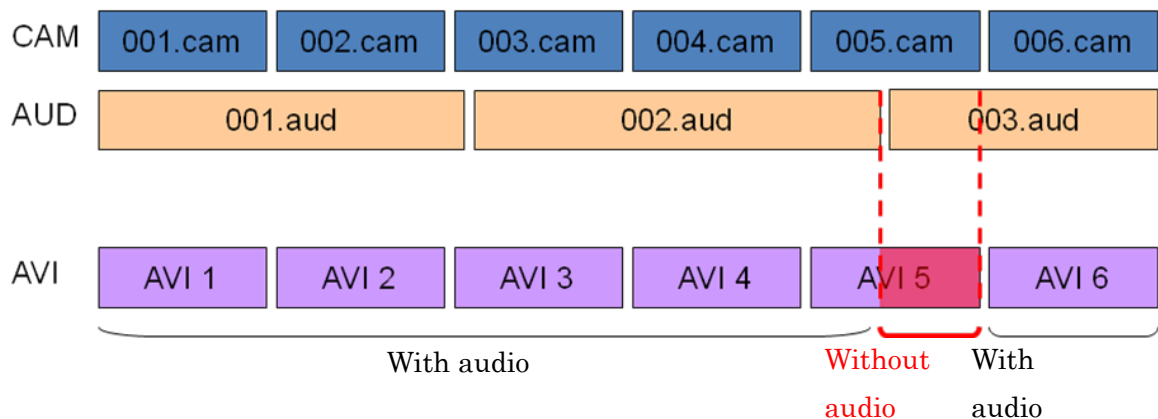 CAM 001.cam 002.cam 003.cam 004.cam 005.cam 006.cam
AUD 001.aud 002.aud 003.aud
AVI AVI 1 AVI 2 AVI 3 AVI 4 AVI 5 AVI 6
With audio Without With
audio audio